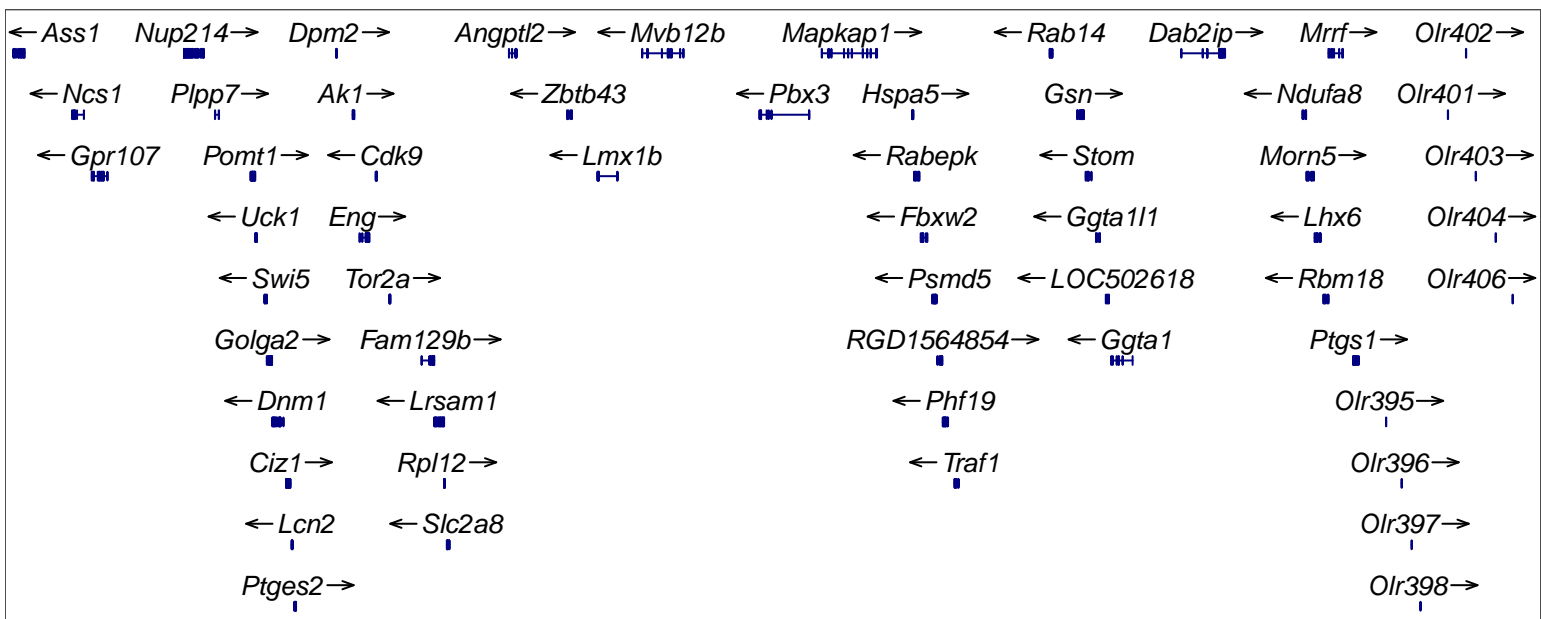 ←Ass1 Nup214→ Dpm2→ Angptl2→ ←Mvb12b Mapkap1→ ←Rab14 Dab2ip→ Mrrf→ Olr402→
←Ncs1 Plpp7→ Ak1→ ←Zbtb43 ←Pbx3 Hspa5→ Gsn→ ←Ndufa8 Olr401→
←Gpr107 Pomt1→ ←Cdk9 ←Lmx1b ←Rabepk ←Stom Morn5→ Olr403→
←Uck1 Eng→ ←Fbxw2 ←Ggta1l1 ←Lhx6 Olr404→
←Swi5 Tor2a→ ←Psmd5 ←LOC502618 ←Rbm18 Olr406→
Golga2→ Fam129b→ RGD1564854→ ←Ggta1 Ptgs1→
←Dnm1 ←Lrsam1 ←Phf19 Olr395→
Ciz1→ Rpl12→ ←Traf1 Olr396→
←Lcn2 ←Slc2a8 Olr397→
Ptges2→ Olr398→